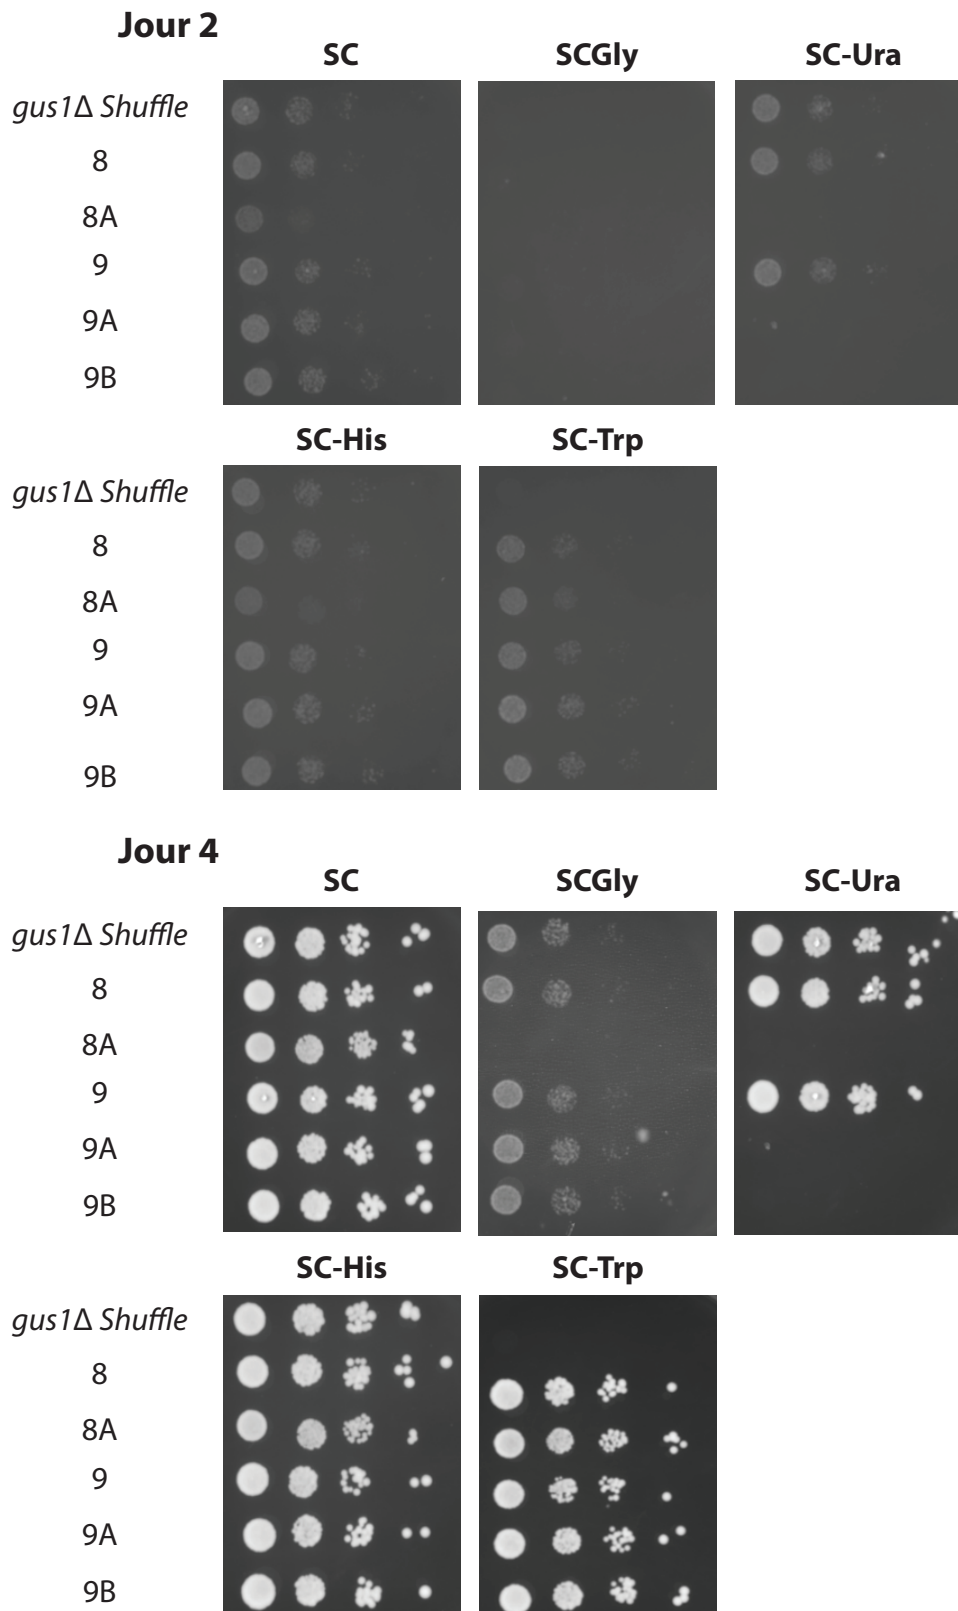 Jour 2
SC SCGly SC-Ura
gus1Δ Shuffle
8
8A
9
9A
9B
SC-His SC-Trp
gus1Δ Shuffle
8
8A
9
9A
9B
Jour 4
SC SCGly SC-Ura
gus1Δ Shuffle
8
8A
9
9A
9B
SC-His SC-Trp
gus1Δ Shuffle
8
8A
9
9A
9B